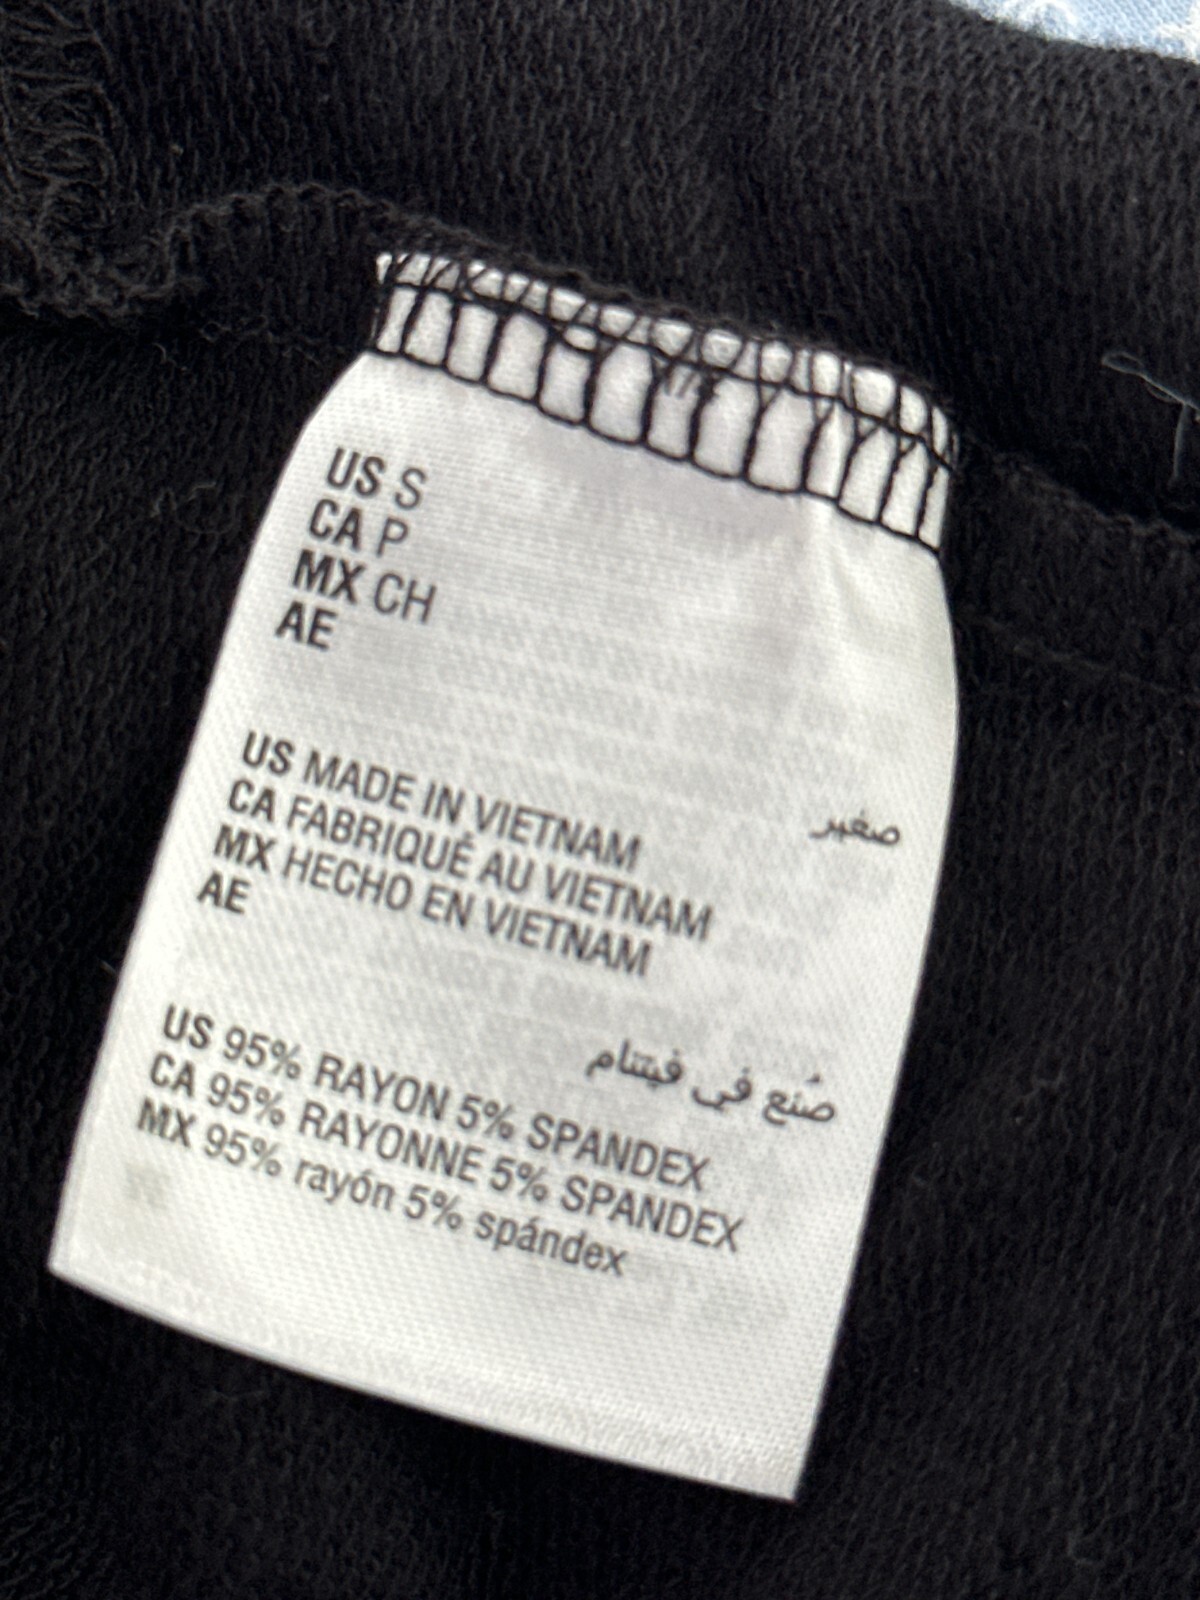 US S
CA P
MX CH
AE
صغير
US MADE IN VIETNAM
CA FABRIQUÉ AU VIETNAM
MX HECHO EN VIETNAM
AE
صُنع في فيتنام
US 95% RAYON 5% SPANDEX
CA 95% RAYONNE 5% SPANDEX
MX 95% rayón 5% spándex